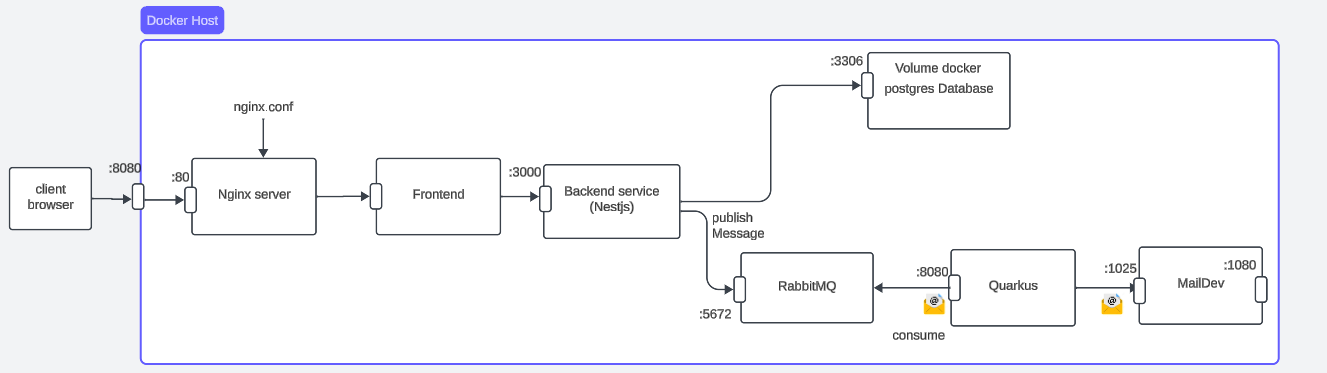 Docker Host
:3306
Volume docker
postgres Database
nginx.conf
:8080
:80
:3000
client
browser
Nginx server
Frontend
Backend service
(Nestjs)
publish
Message
:8080
:1025
:1080
RabbitMQ
Quarkus
MailDev
@
@
:5672
consume